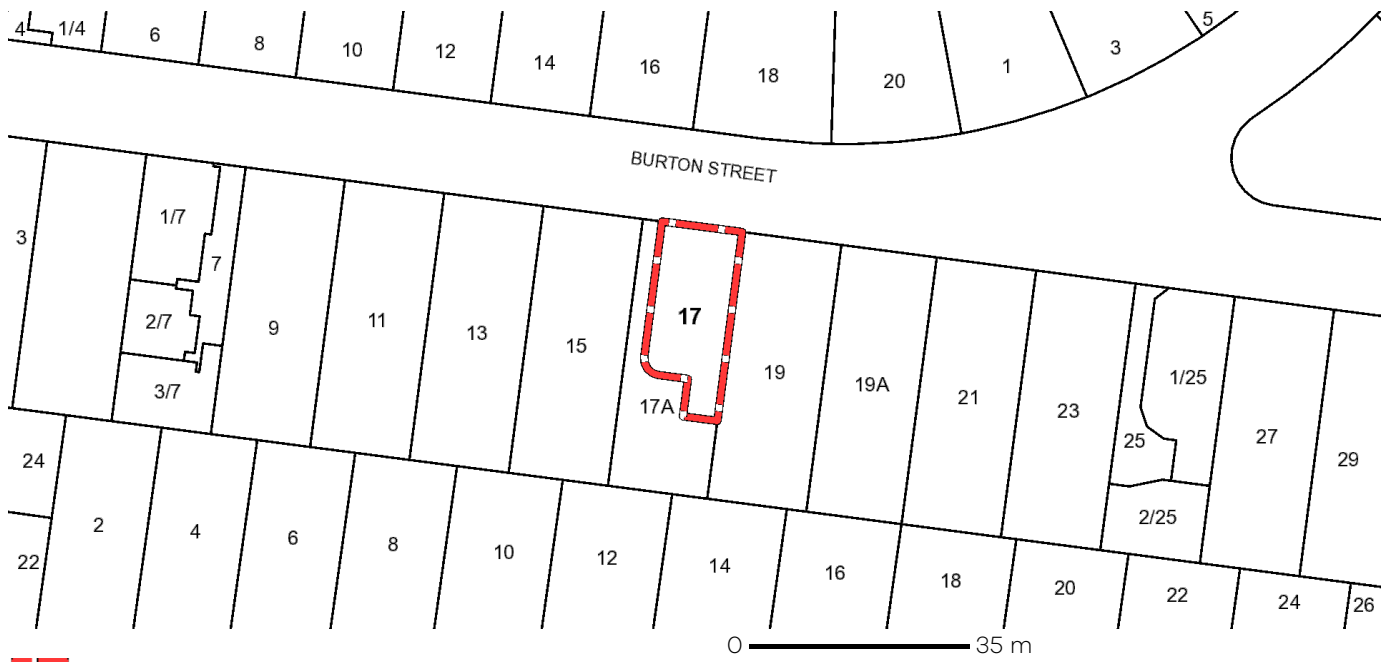 4 1/4 6 8 10 12 14 16 18 20 1 3 5
BURTON STREET
3 1/7 7 2/7 3/7 9 11 13 15 17 17A 19 19A 21 23 25 1/25 2/25 27 29
24 22 2 4 6 8 10 12 14 16 18 20 22 24 26
0 35 m